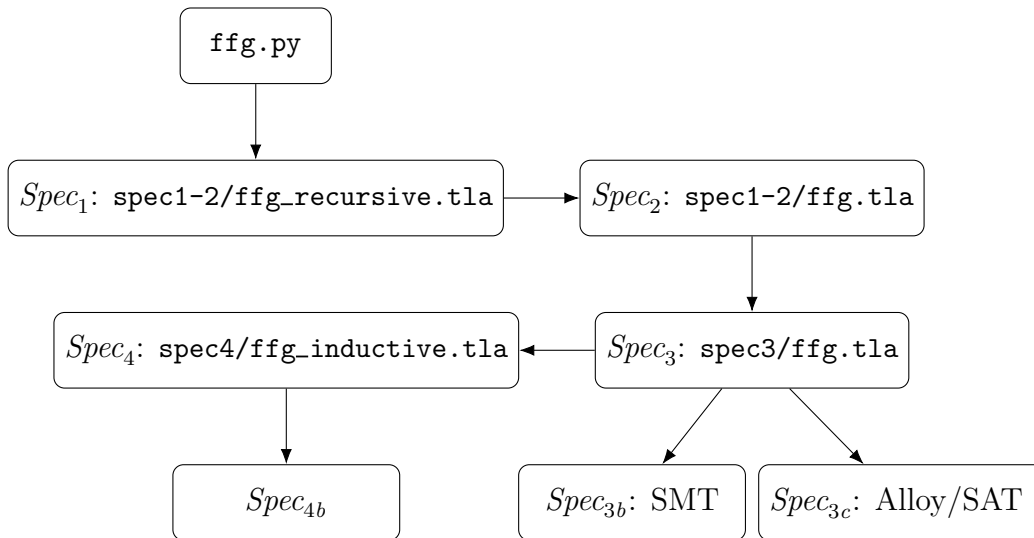 ffg.py
Spec₁: spec1-2/ffg_recursive.tla
Spec₂: spec1-2/ffg.tla
Spec₄: spec4/ffg_inductive.tla
Spec₃: spec3/ffg.tla
Spec₄b
Spec₃b: SMT
Spec₃c: Alloy/SAT